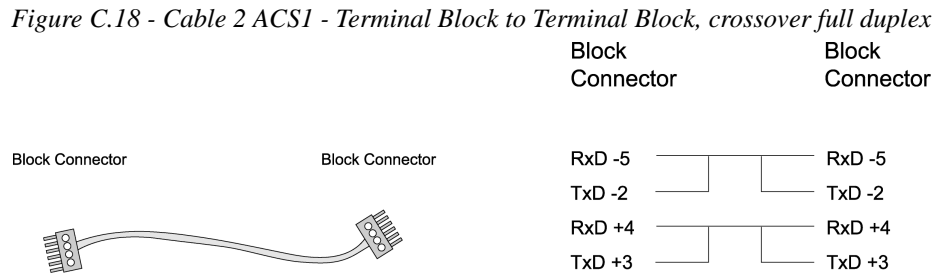 Figure C.18 - Cable 2 ACS1 - Terminal Block to Terminal Block, crossover full duplex
Block Connector
Block Connector
Block
Connector
Block
Connector
RxD -5
RxD -5
TxD -2
TxD -2
RxD +4
RxD +4
TxD +3
TxD +3